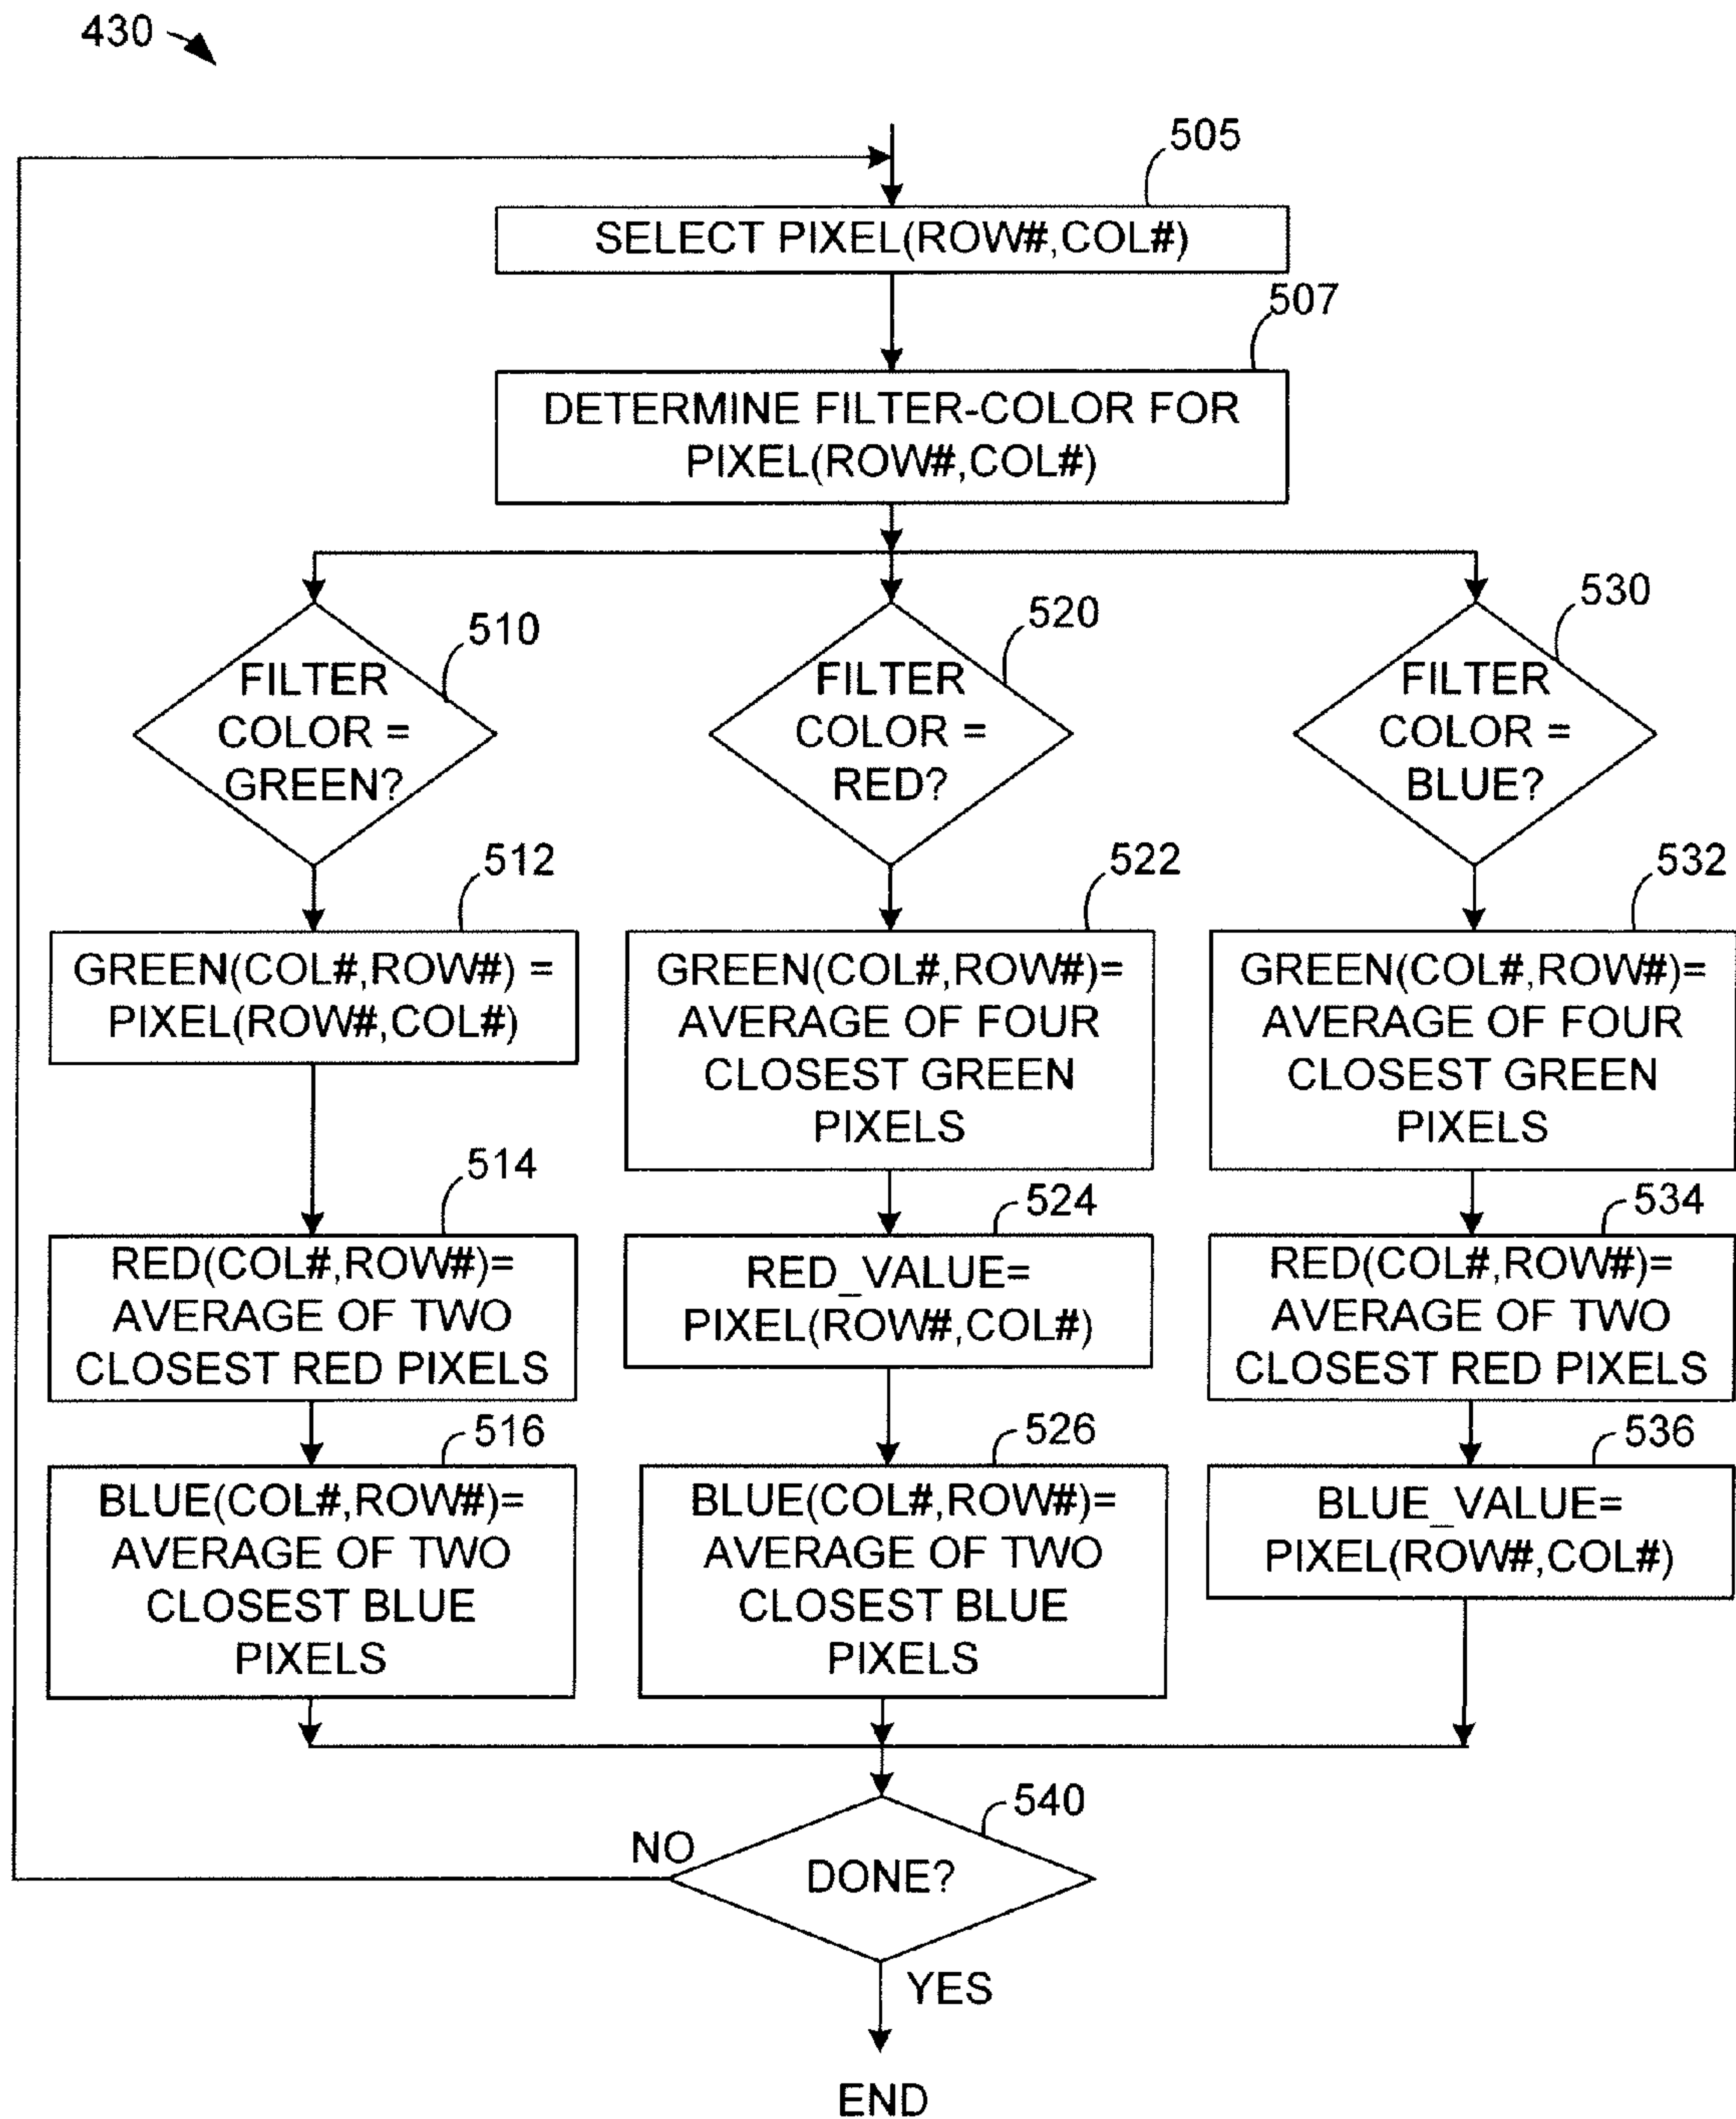 430
505
SELECT PIXEL(ROW#,COL#)
507
DETERMINE FILTER-COLOR FOR
PIXEL(ROW#,COL#)
510
FILTER
COLOR =
GREEN?
520
FILTER
COLOR =
RED?
530
FILTER
COLOR =
BLUE?
512
GREEN(COL#,ROW#) =
PIXEL(ROW#,COL#)
522
GREEN(COL#,ROW#)=
AVERAGE OF FOUR
CLOSEST GREEN
PIXELS
532
GREEN(COL#,ROW#)=
AVERAGE OF FOUR
CLOSEST GREEN
PIXELS
514
RED(COL#,ROW#)=
AVERAGE OF TWO
CLOSEST RED PIXELS
524
RED_VALUE=
PIXEL(ROW#,COL#)
534
RED(COL#,ROW#)=
AVERAGE OF TWO
CLOSEST RED PIXELS
516
BLUE(COL#,ROW#)=
AVERAGE OF TWO
CLOSEST BLUE
PIXELS
526
BLUE(COL#,ROW#)=
AVERAGE OF TWO
CLOSEST BLUE
PIXELS
536
BLUE_VALUE=
PIXEL(ROW#,COL#)
540
NO
DONE?
YES
END